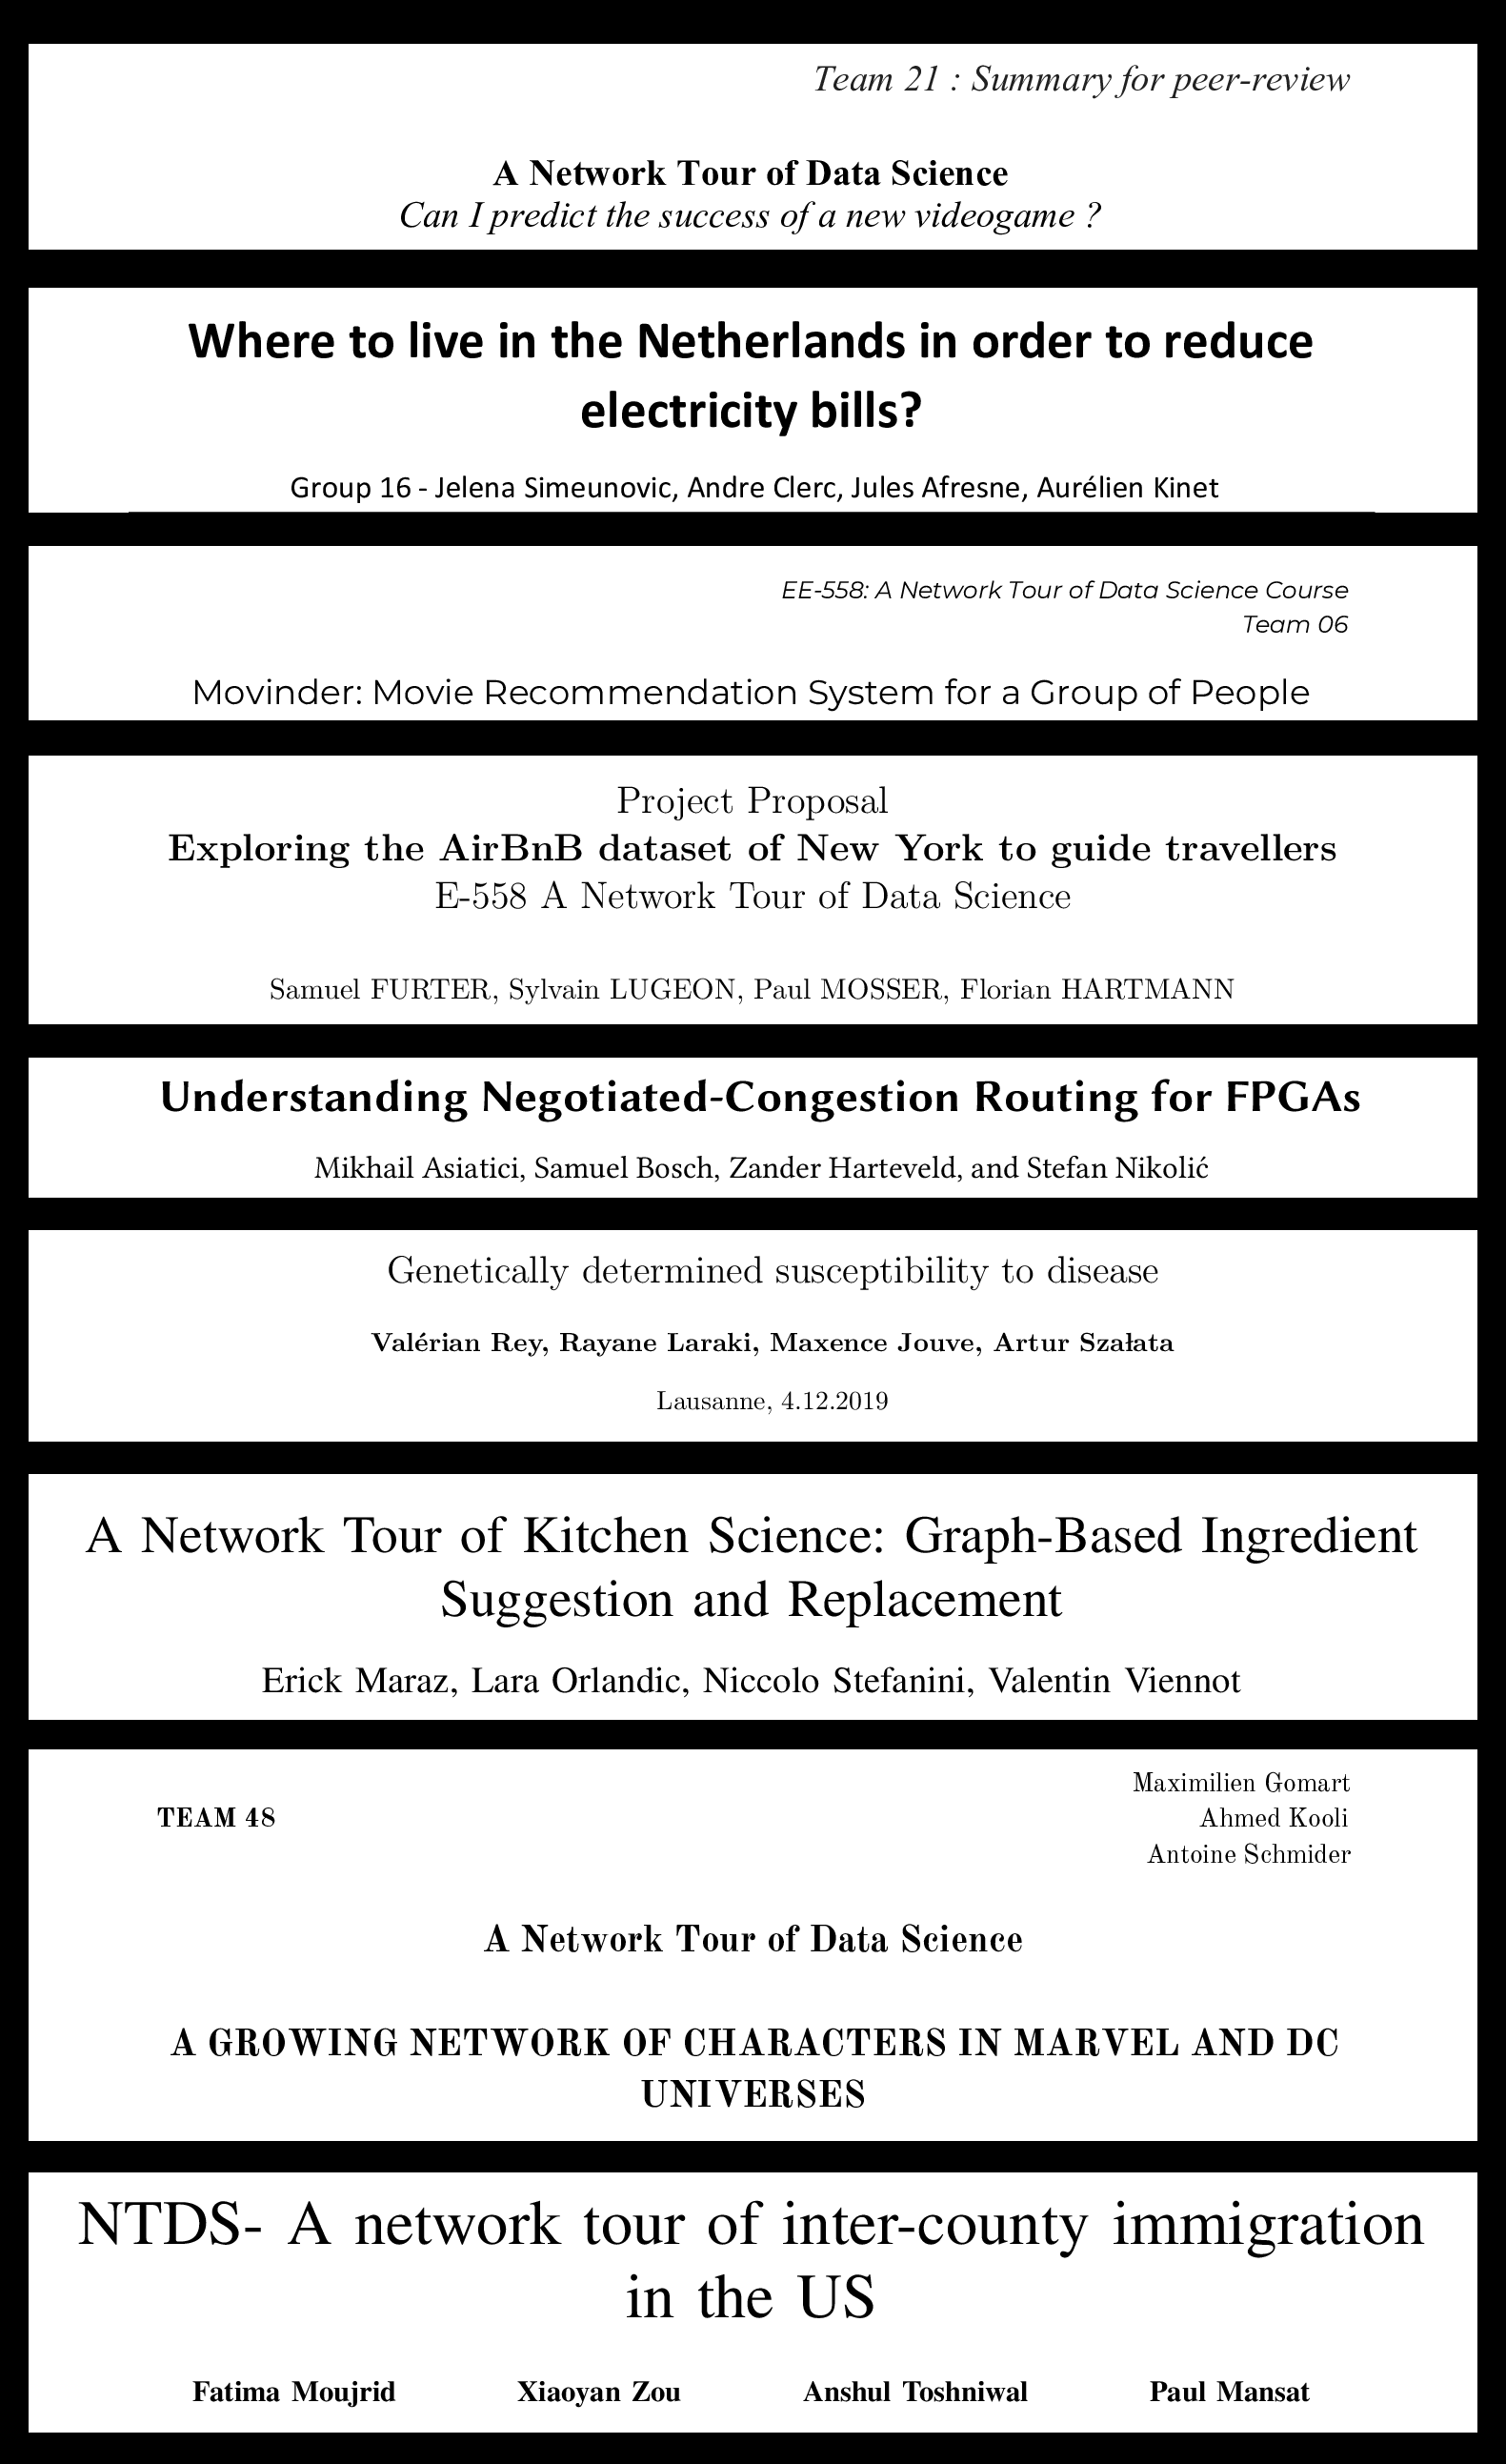 Team 21 : Summary for peer-review
A Network Tour of Data Science
Can I predict the success of a new videogame ?
Where to live in the Netherlands in order to reduce
electricity bills?
Group 16 - Jelena Simeunovic, Andre Clerc, Jules Afresne, Aurélien Kinet
EE-558: A Network Tour of Data Science Course
Team 06
Movinder: Movie Recommendation System for a Group of People
Project Proposal
Exploring the AirBnB dataset of New York to guide travellers
E-558 A Network Tour of Data Science
Samuel FURTER, Sylvain LUGEON, Paul MOSSER, Florian HARTMANN
Understanding Negotiated-Congestion Routing for FPGAs
Mikhail Asiatici, Samuel Bosch, Zander Harteveld, and Stefan Nikolić
Genetically determined susceptibility to disease
Valérian Rey, Rayane Laraki, Maxence Jouve, Artur Szałata
Lausanne, 4.12.2019
A Network Tour of Kitchen Science: Graph-Based Ingredient
Suggestion and Replacement
Erick Maraz, Lara Orlandic, Niccolo Stefanini, Valentin Viennot
Maximilien Gomart
TEAM 48 Ahmed Kooli
Antoine Schmider
A Network Tour of Data Science
A GROWING NETWORK OF CHARACTERS IN MARVEL AND DC
UNIVERSES
NTDS- A network tour of inter-county immigration
in the US
Fatima Moujrid Xiaoyan Zou Anshul Toshniwal Paul Mansat